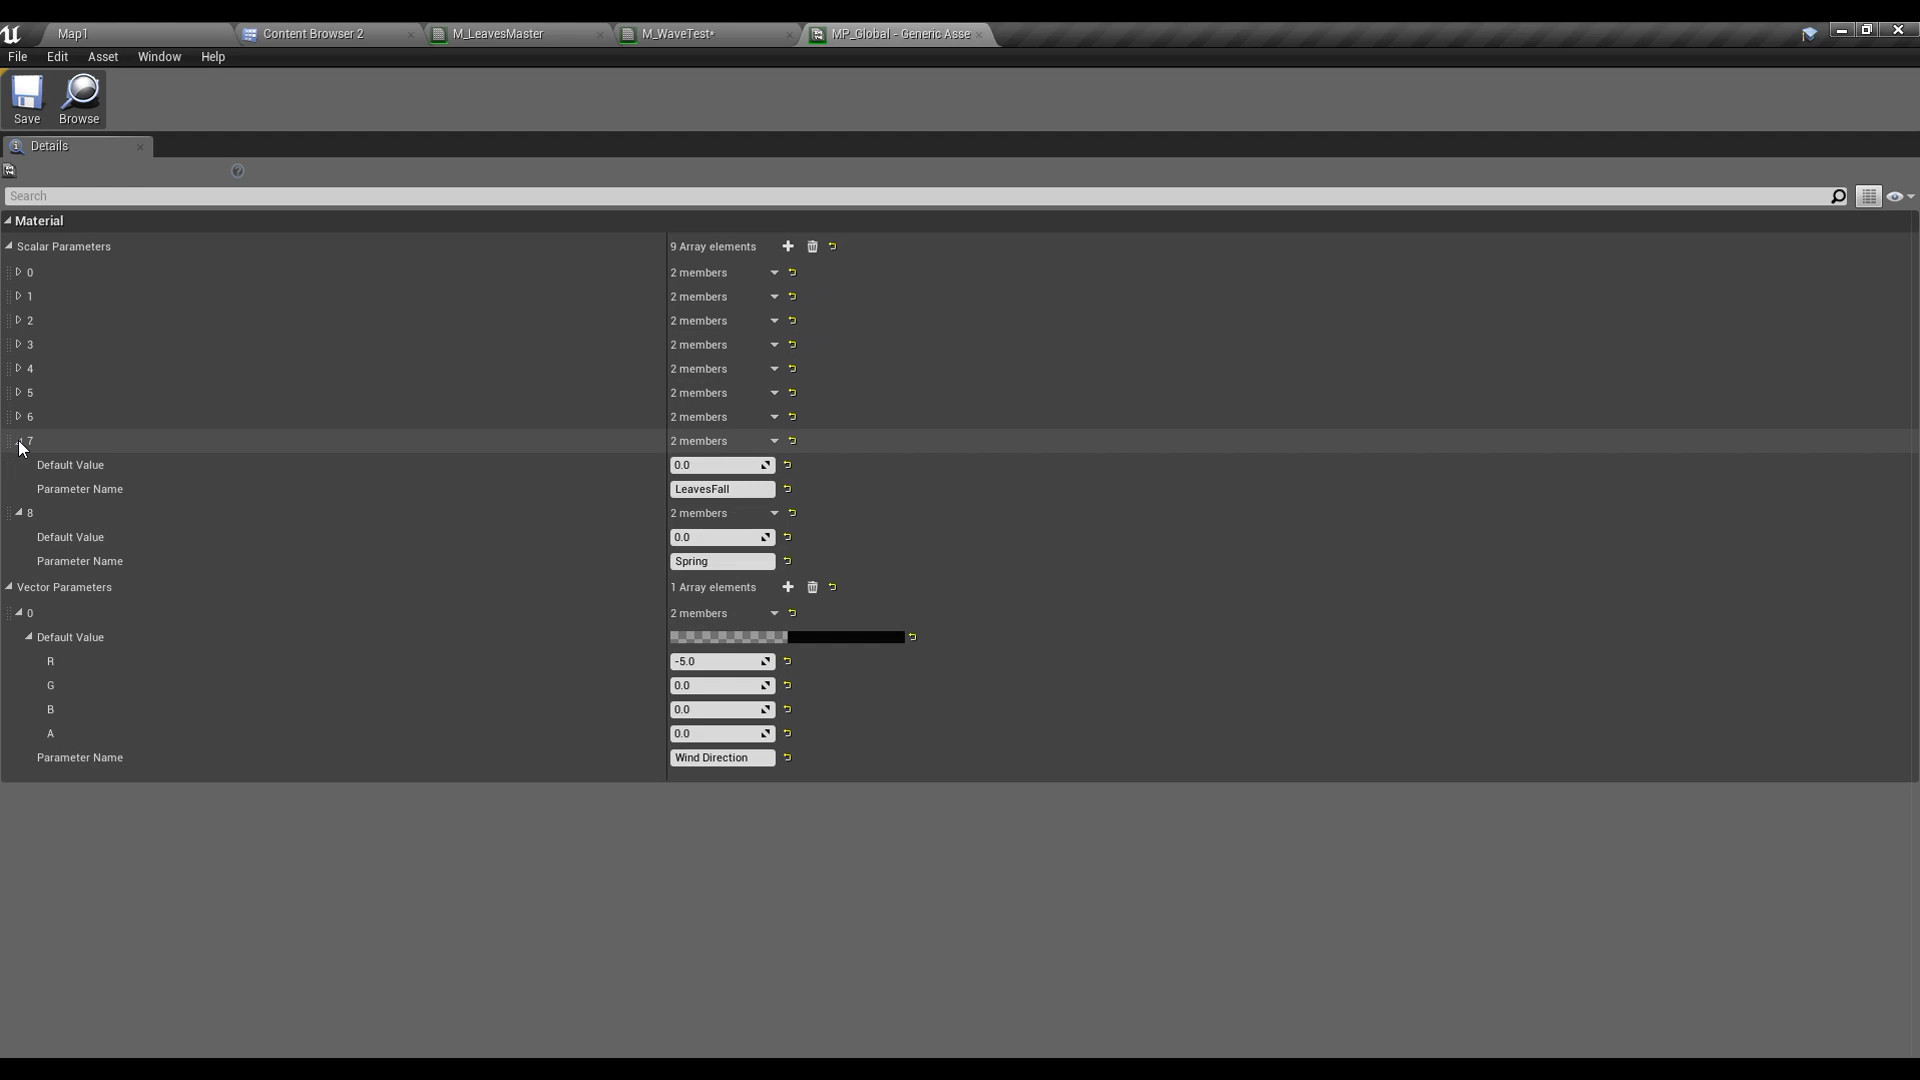 Map1
Content Browser 2
M_LeavesMaster
M_WaveTest*
MP_Global - Generic Asse
File Edit Asset Window Help
Save Browse
Details
Search
Material
Scalar Parameters 9 Array elements
0 2 members
1 2 members
2 2 members
3 2 members
4 2 members
5 2 members
6 2 members
7 2 members
Default Value 0.0
Parameter Name LeavesFall
8 2 members
Default Value 0.0
Parameter Name Spring
Vector Parameters 1 Array elements
0 2 members
Default Value
R -5.0
G 0.0
B 0.0
A 0.0
Parameter Name Wind Direction